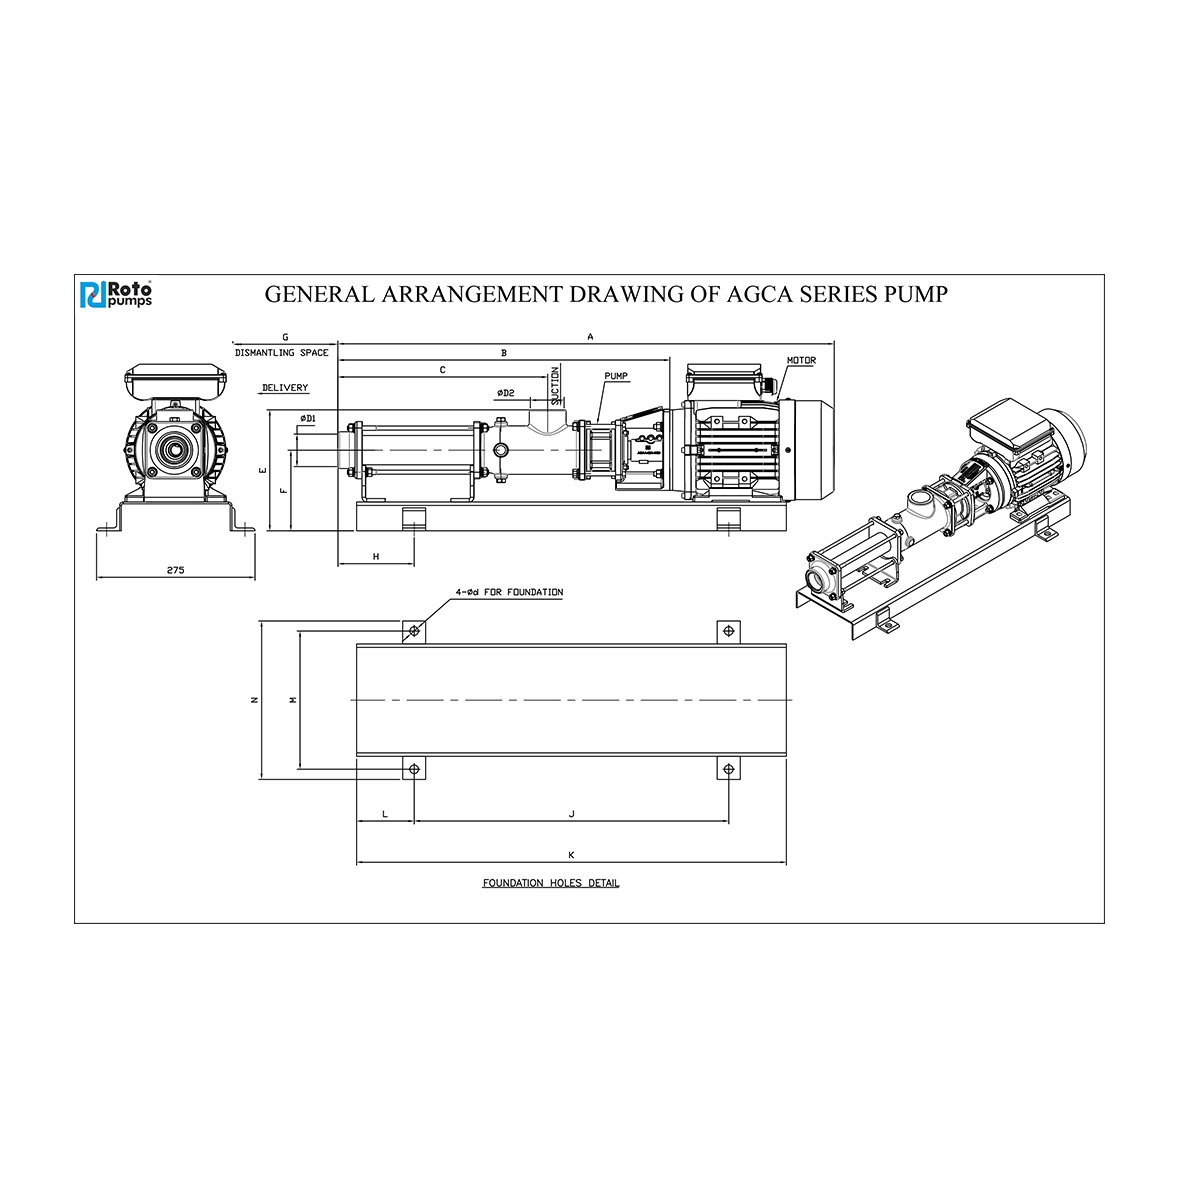 Roto
pumps
GENERAL ARRANGEMENT DRAWING OF AGCA SERIES PUMP
G
A
DISMANTLING SPACE
B
MOTOR
C
SUCTION
PUMP
DELIVERY
ØD2
ØD1
E
F
H
275
4-Ød FOR FOUNDATION
N
M
L
J
K
FOUNDATION HOLES DETAIL